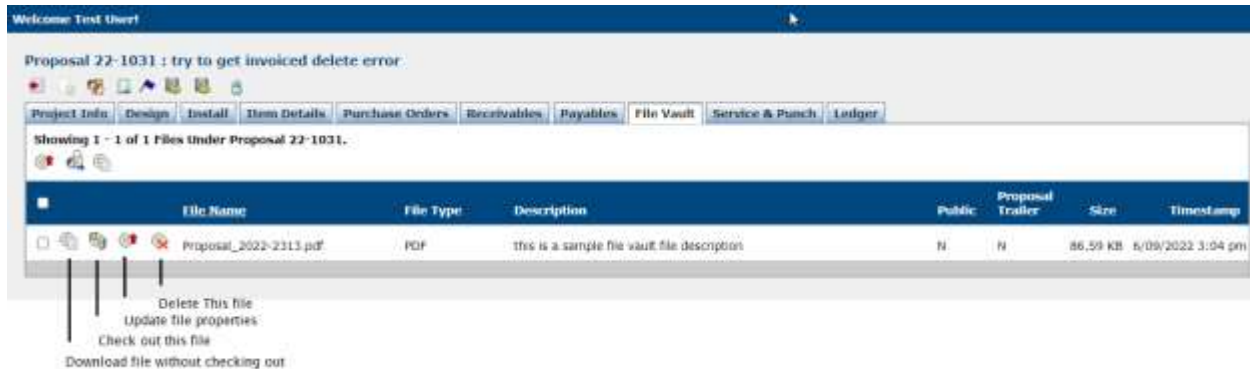 Welcome Test User!
Proposal 22-1031 : try to get invoiced delete error
Project Info Design Install Item Details Purchase Orders Receivables Payables File Vault Service & Punch Ledger
Showing 1 - 1 of 1 Files Under Proposal 22-1031.
File Name File Type Description Public Proposal Trailer Size Timestamp
Proposal_2022-2313.pdf PDF this is a sample file vault file description N N 86.59 KB 6/09/2022 3:04 pm
Delete This file
Update file properties
Check out this file
Download file without checking out